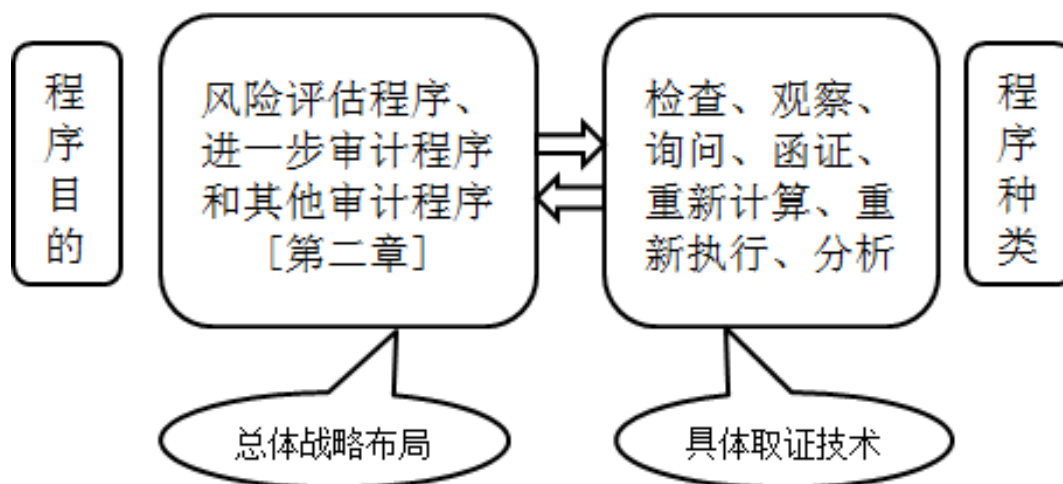 程序目的
风险评估程序、
进一步审计程序
和其他审计程序
[第二章]
检查、观察、
询问、函证、
重新计算、重
新执行、分析
程序种类
总体战略布局
具体取证技术